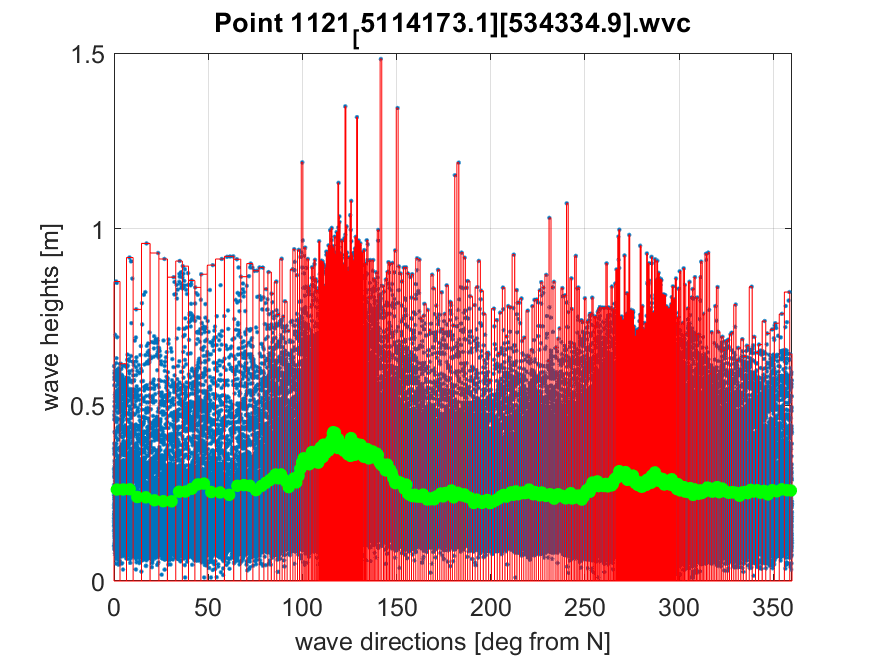 Point 1121[5114173.1][534334.9].wvc
1.5
1
0.5
0
wave heights [m]
0 50 100 150 200 250 300 350
wave directions [deg from N]